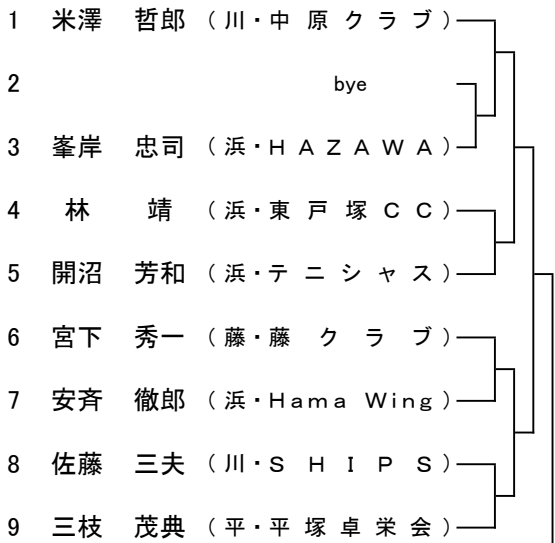 1 米澤 哲郎 (川・中原クラブ)
2 bye
3 峯岸 忠司 (浜・ＨＡＺＡＷＡ)
4 林 靖 (浜・東戸塚ＣＣ)
5 開沼 芳和 (浜・テニシャス)
6 宮下 秀一 (藤・藤クラブ)
7 安斉 徹郎 (浜・Hama Wing)
8 佐藤 三夫 (川・ＳＨＩＰＳ)
9 三枝 茂典 (平・平塚卓栄会)